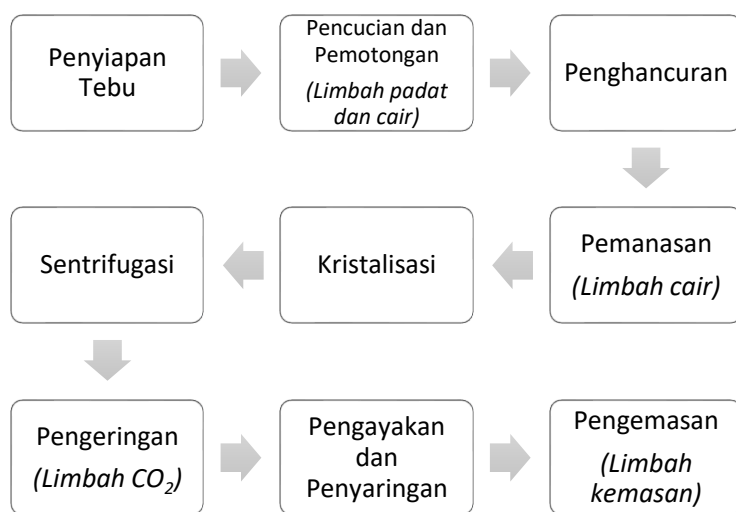 Penyiapan
Tebu
Pencucian dan
Pemotongan
(Limbah padat
dan cair)
Penghancuran
Pemanasan
(Limbah cair)
Kristalisasi
Sentrifugasi
Pengeringan
(Limbah CO₂)
Pengayakan
dan
Penyaringan
Pengemasan
(Limbah
kemasan)